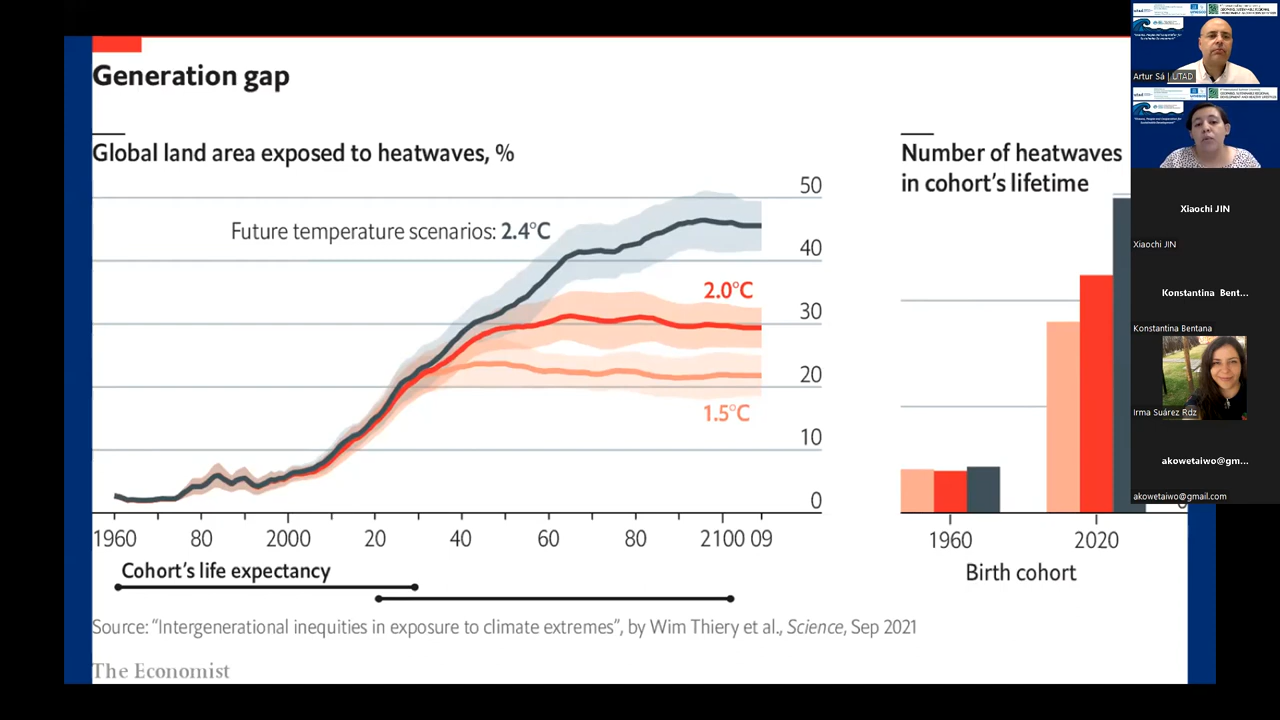 Generation gap
Global land area exposed to heatwaves, %
50
Future temperature scenarios: 2.4°C
40
2.0°C
30
20
1.5°C
10
0
1960 80 2000 20 40 60 80 2100 09
Cohort's life expectancy
Number of heatwaves
in cohort's lifetime
1960 2020
Birth cohort
Source: "Intergenerational inequities in exposure to climate extremes", by Wim Thiery et al., Science, Sep 2021
The Economist
Artur Sá | UTAD
Xiaochi JIN
Xiaochi JIN
Konstantina Bent...
Konstantina Bentana
Irma Suárez Rdz
akowetaiwo@gm...
akowetaiwo@gmail.com